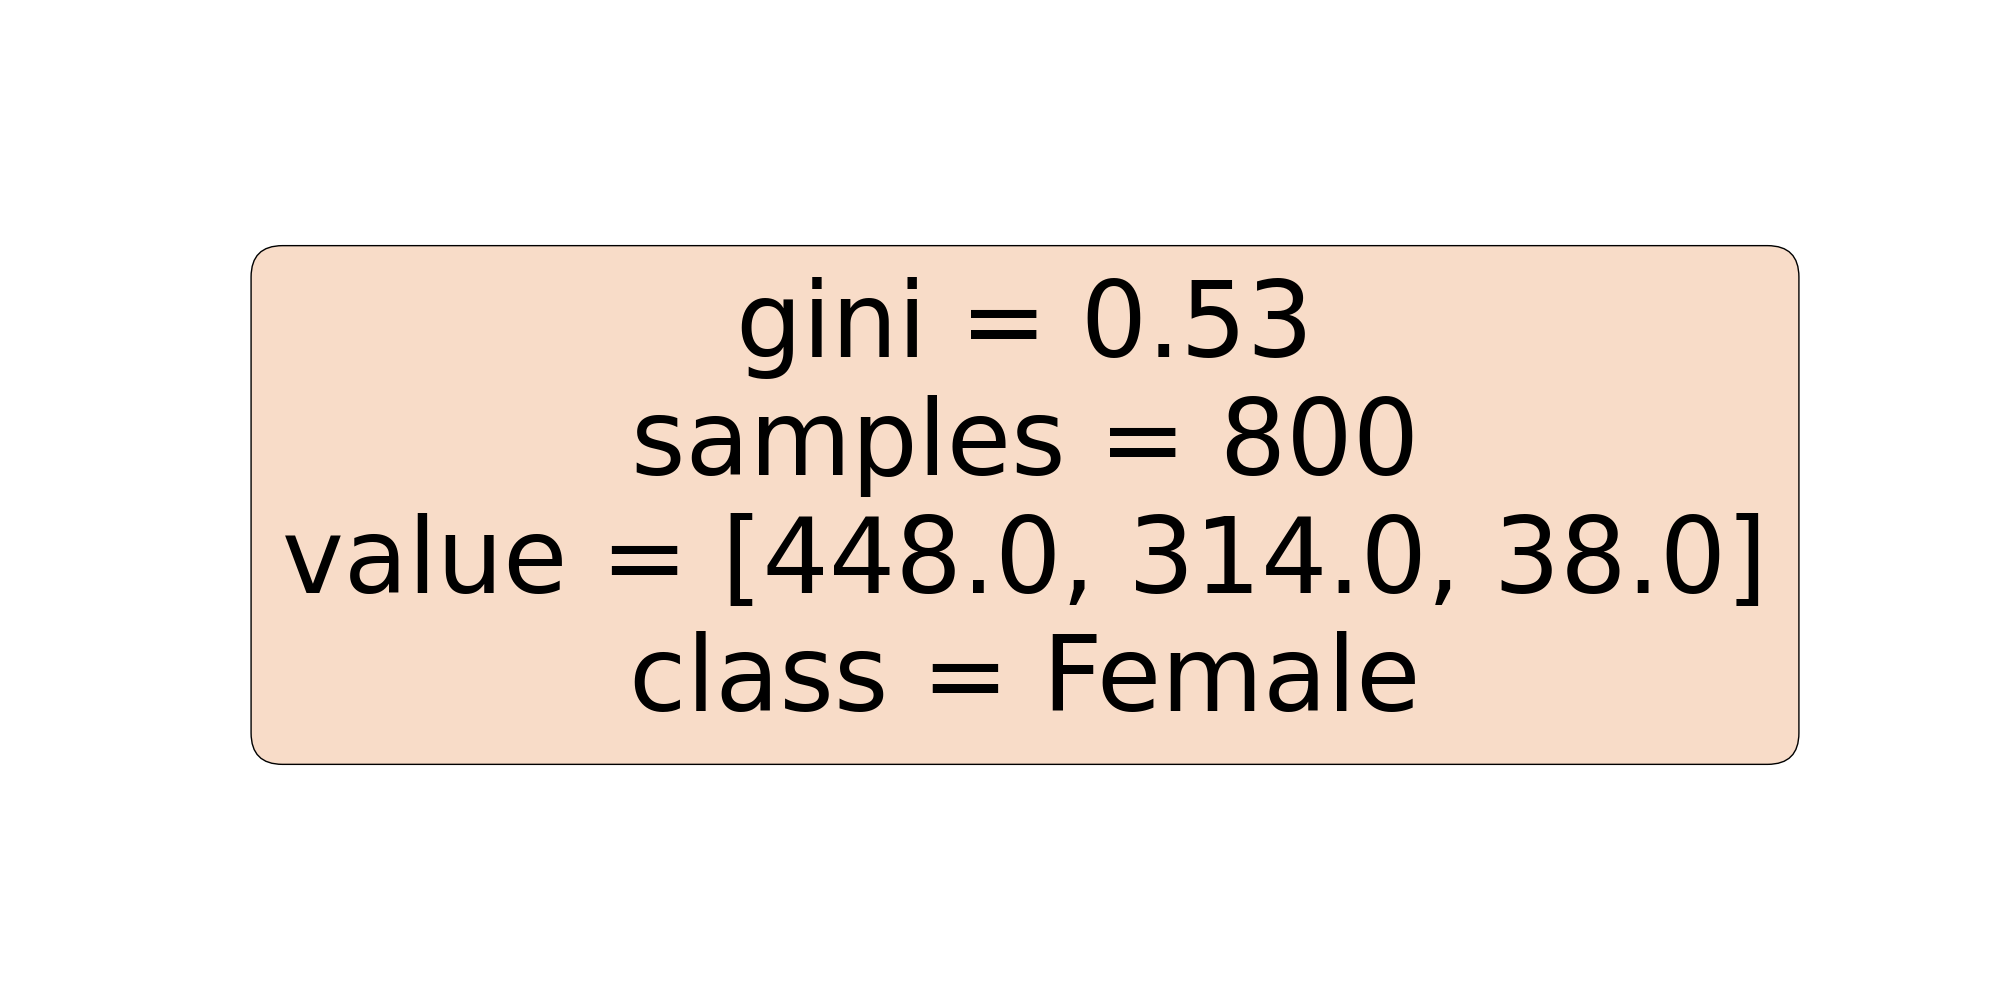 gini = 0.53
samples = 800
value = [448.0, 314.0, 38.0]
class = Female